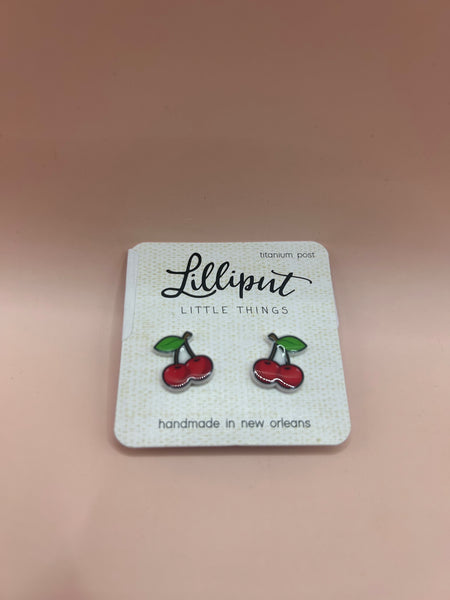 titanium post
Lilliput
LITTLE THINGS
handmade in new orleans